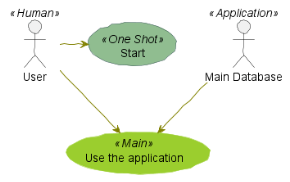 «Human»
User
«One Shot»
Start
«Application»
Main Database
«Main»
Use the application